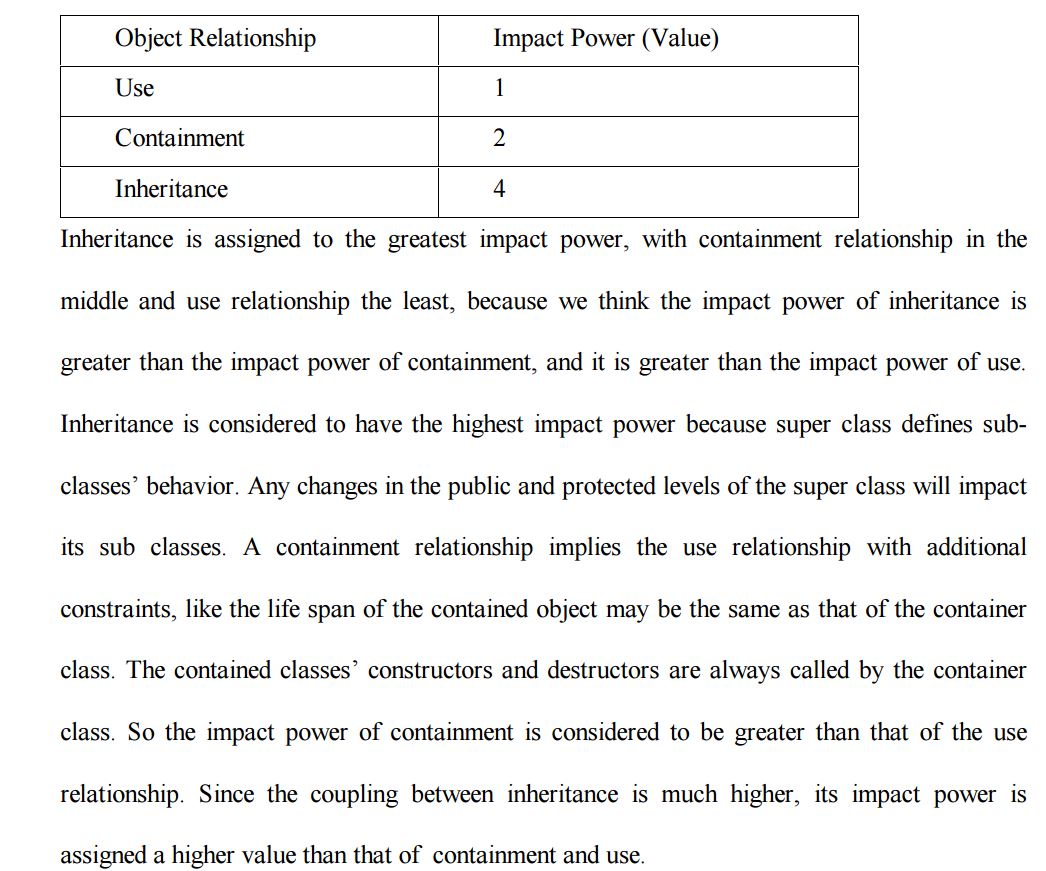 Object Relationship Impact Power (Value)
Use 1
Containment 2
Inheritance 4
Inheritance is assigned to the greatest impact power, with containment relationship in the
middle and use relationship the least, because we think the impact power of inheritance is
greater than the impact power of containment, and it is greater than the impact power of use.
Inheritance is considered to have the highest impact power because super class defines sub-
classes’ behavior. Any changes in the public and protected levels of the super class will impact
its sub classes. A containment relationship implies the use relationship with additional
constraints, like the life span of the contained object may be the same as that of the container
class. The contained classes’ constructors and destructors are always called by the container
class. So the impact power of containment is considered to be greater than that of the use
relationship. Since the coupling between inheritance is much higher, its impact power is
assigned a higher value than that of containment and use.